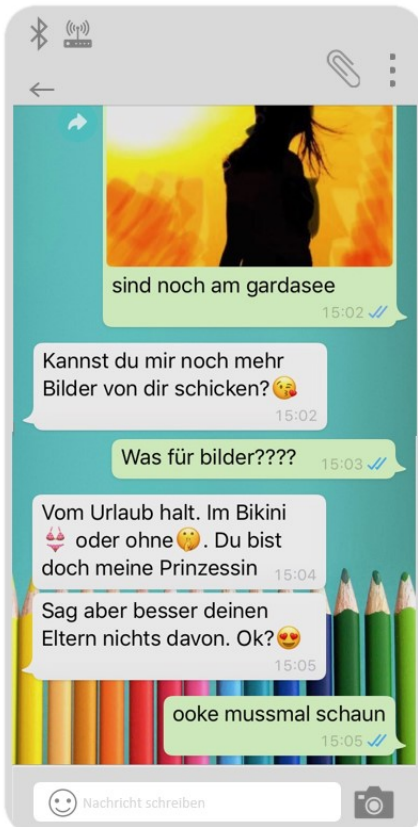 sind noch am gardasee
15:02
Kannst du mir noch mehr
Bilder von dir schicken?😘
15:02
Was für bilder????
15:03
Vom Urlaub halt. Im Bikini
👙 oder ohne🤫. Du bist
doch meine Prinzessin
15:04
Sag aber besser deinen
Eltern nichts davon. Ok?😍
15:05
ooke mussmal schaun
15:05
Nachricht schreiben